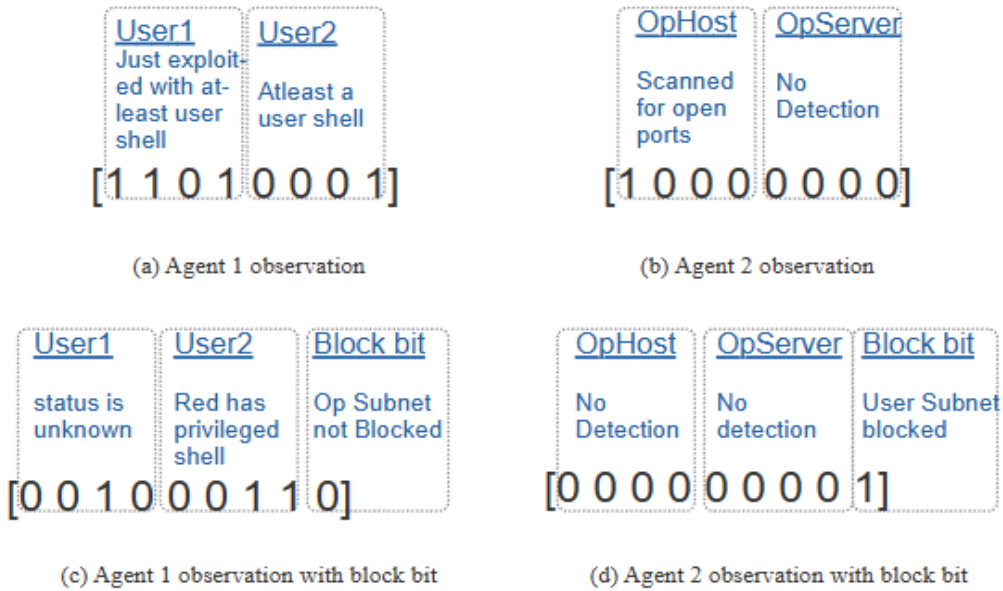 User1
Just exploit-
ed with at-
least user
shell
User2
Atleast a
user shell
[1 1 0 1 0 0 0 1]
(a) Agent 1 observation
OpHost
Scanned
for open
ports
OpServer
No
Detection
[1 0 0 0 0 0 0 0]
(b) Agent 2 observation
User1
status is
unknown
User2
Red has
privileged
shell
Block bit
Op Subnet
not Blocked
[0 0 1 0 0 0 1 1 0]
(c) Agent 1 observation with block bit
OpHost
No
Detection
OpServer
No
detection
Block bit
User Subnet
blocked
[0 0 0 0 0 0 0 0 1]
(d) Agent 2 observation with block bit